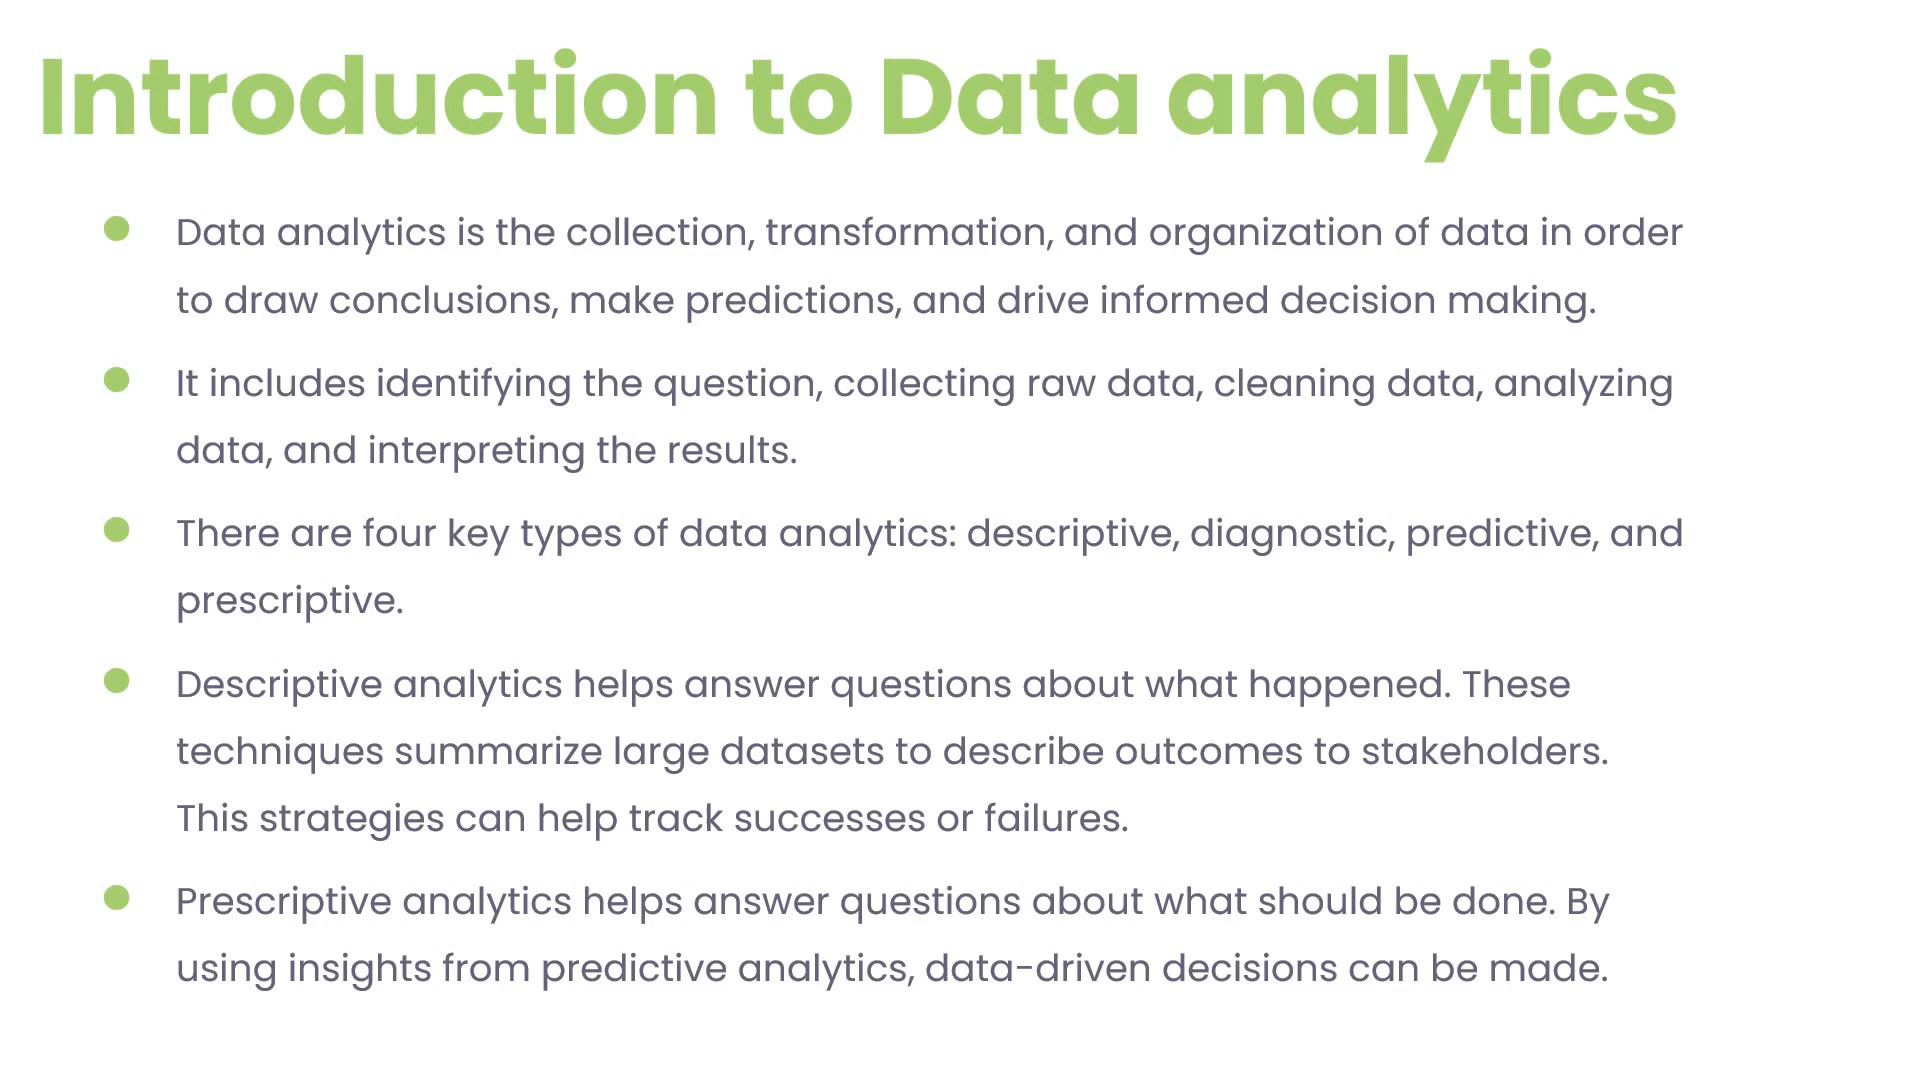 Introduction to Data analytics
Data analytics is the collection, transformation, and organization of data in order
to draw conclusions, make predictions, and drive informed decision making.
It includes identifying the question, collecting raw data, cleaning data, analyzing
data, and interpreting the results.
There are four key types of data analytics: descriptive, diagnostic, predictive, and
prescriptive.
Descriptive analytics helps answer questions about what happened. These
techniques summarize large datasets to describe outcomes to stakeholders.
This strategies can help track successes or failures.
Prescriptive analytics helps answer questions about what should be done. By
using insights from predictive analytics, data-driven decisions can be made.